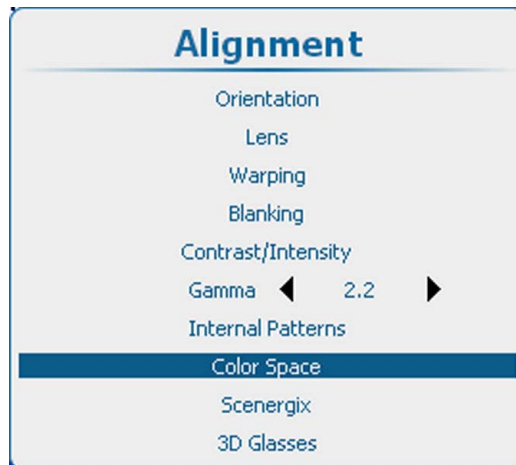 Alignment
Orientation
Lens
Warping
Blanking
Contrast/Intensity
Gamma 2.2
Internal Patterns
Color Space
Scenergix
3D Glasses